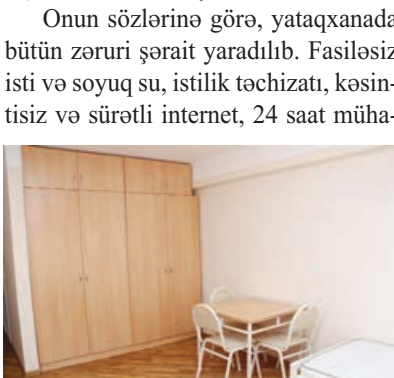 Onun sözlərinə görə, yataqxanada
bütün zəruri şərait yaradılıb. Fasiləsiz
isti və soyuq su, istilik təchizatı, kəsin-
tisiz və sürətli internet, 24 saat müha-